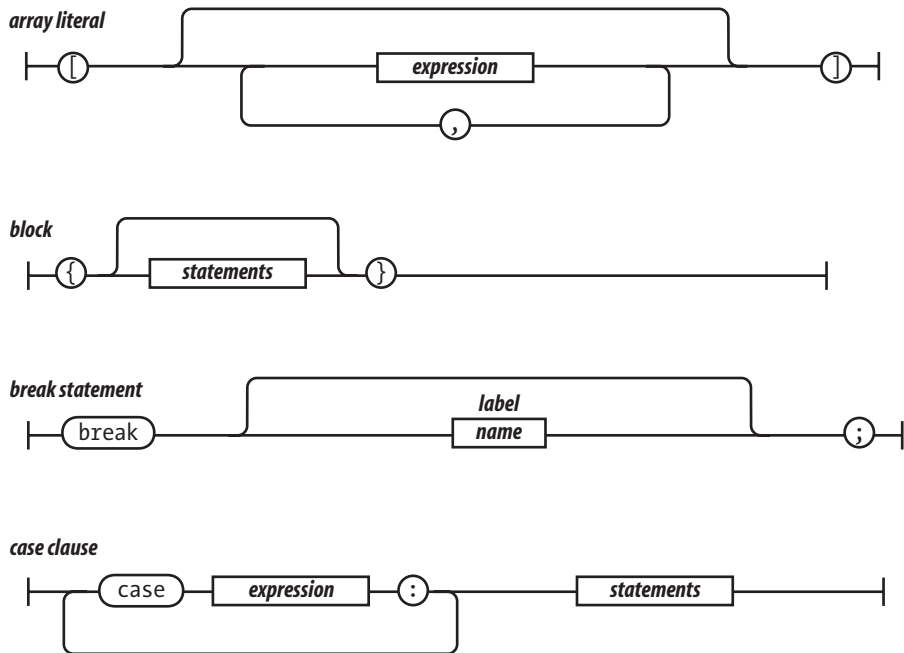 array literal
[ expression ]
,
block
{ statements }
break statement
label
break name ;
case clause
case expression : statements